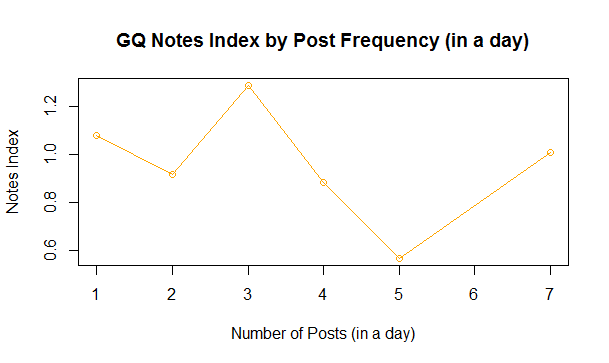 GQ Notes Index by Post Frequency (in a day)
Notes Index
1.2
1.0
0.8
0.6
1 2 3 4 5 6 7
Number of Posts (in a day)